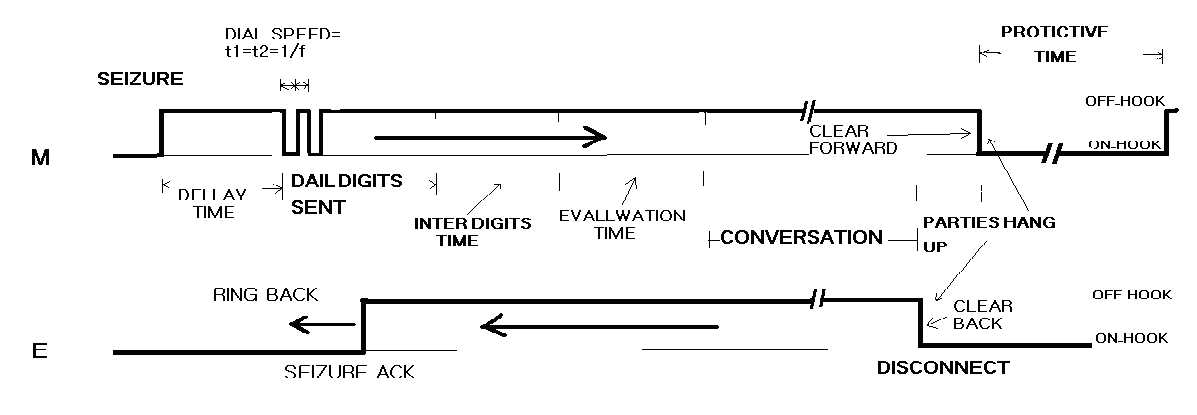 DIAL SPEED=
t1=t2=1/f
PROTICTIVE
TIME
SEIZURE
OFF-HOOK
CLEAR
FORWARD
ON-HOOK
M
DELLAY
TIME
DAIL DIGITS
SENT
INTER DIGITS
TIME
EVALLWATION
TIME
CONVERSATION
PARTIES HANG
UP
RING BACK
OFF HOOK
CLEAR
BACK
E
ON-HOOK
SEIZURE ACK
DISCONNECT